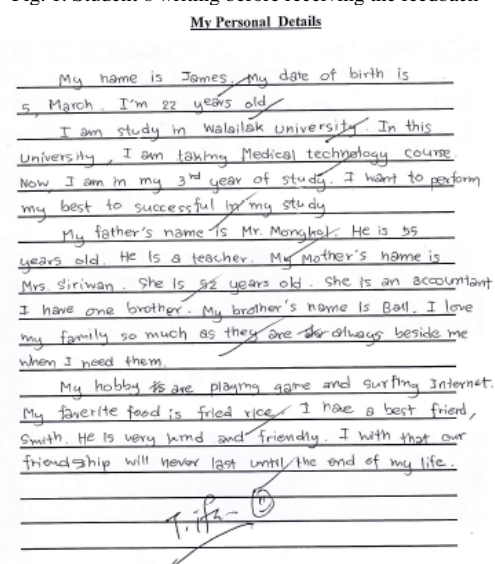 Fig. 1. Student's writing before receiving the feedback
My Personal Details
My name is James. My date of birth is
5, March. I'm 22 years old
I am study in Walailak University. In this
University, I am taking Medical technology course.
Now, I am in my 3rd year of study. I want to perform
my best to successful in my study
My father's name is Mr. Mongkol. He is 55
years old. He is a teacher. My Mother's name is
Mrs. Siriwan. She is 52 years old. She is an accountant
I have one brother. My brother's name is Ball. I love
my family so much as they are always beside me
when I need them.
My hobby are playing game and surfing Internet.
My faverite food is fried rice. I have a best friend,
Smith. He is very kind and friendly. I with that our
friendship will never last until the end of my life.